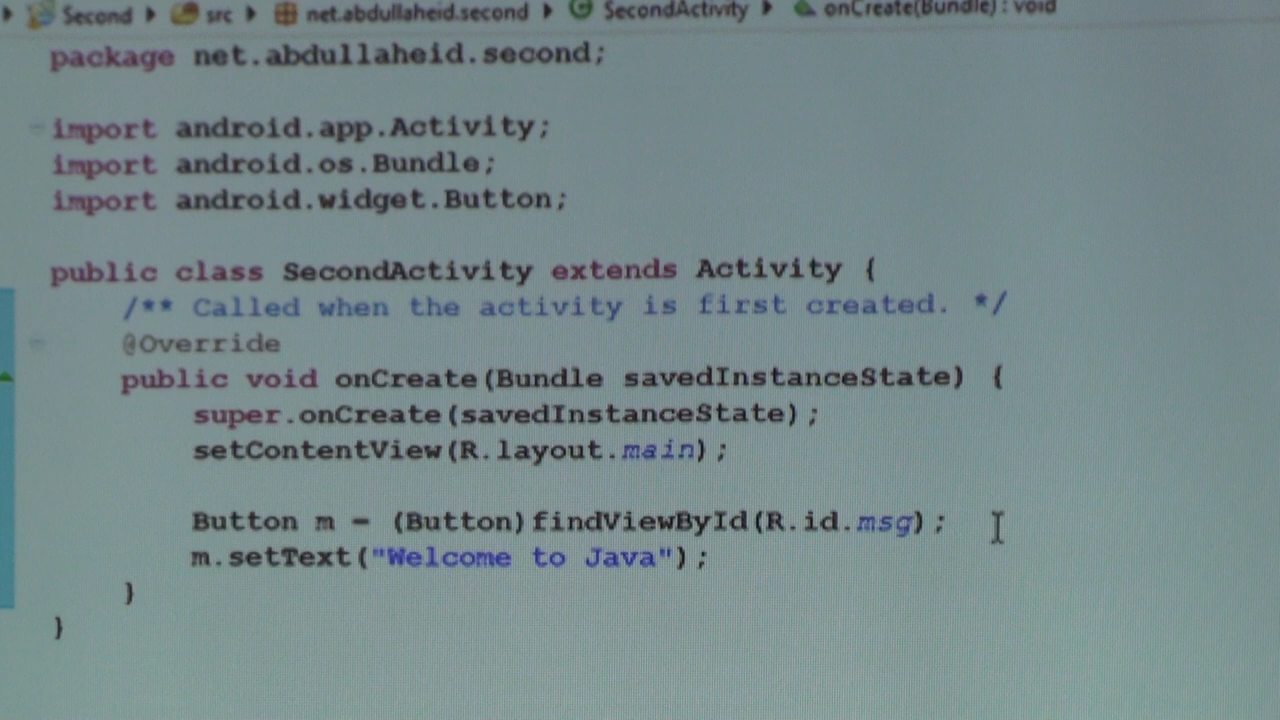 Second src net.abdullaheid.second SecondActivity onCreate(Bundle) : void
package net.abdullaheid.second;
import android.app.Activity;
import android.os.Bundle;
import android.widget.Button;
public class SecondActivity extends Activity {
/** Called when the activity is first created. */
@Override
public void onCreate(Bundle savedInstanceState) {
super.onCreate(savedInstanceState);
setContentView(R.layout.main);
Button m = (Button)findViewById(R.id.msg);
m.setText("Welcome to Java");
}
}